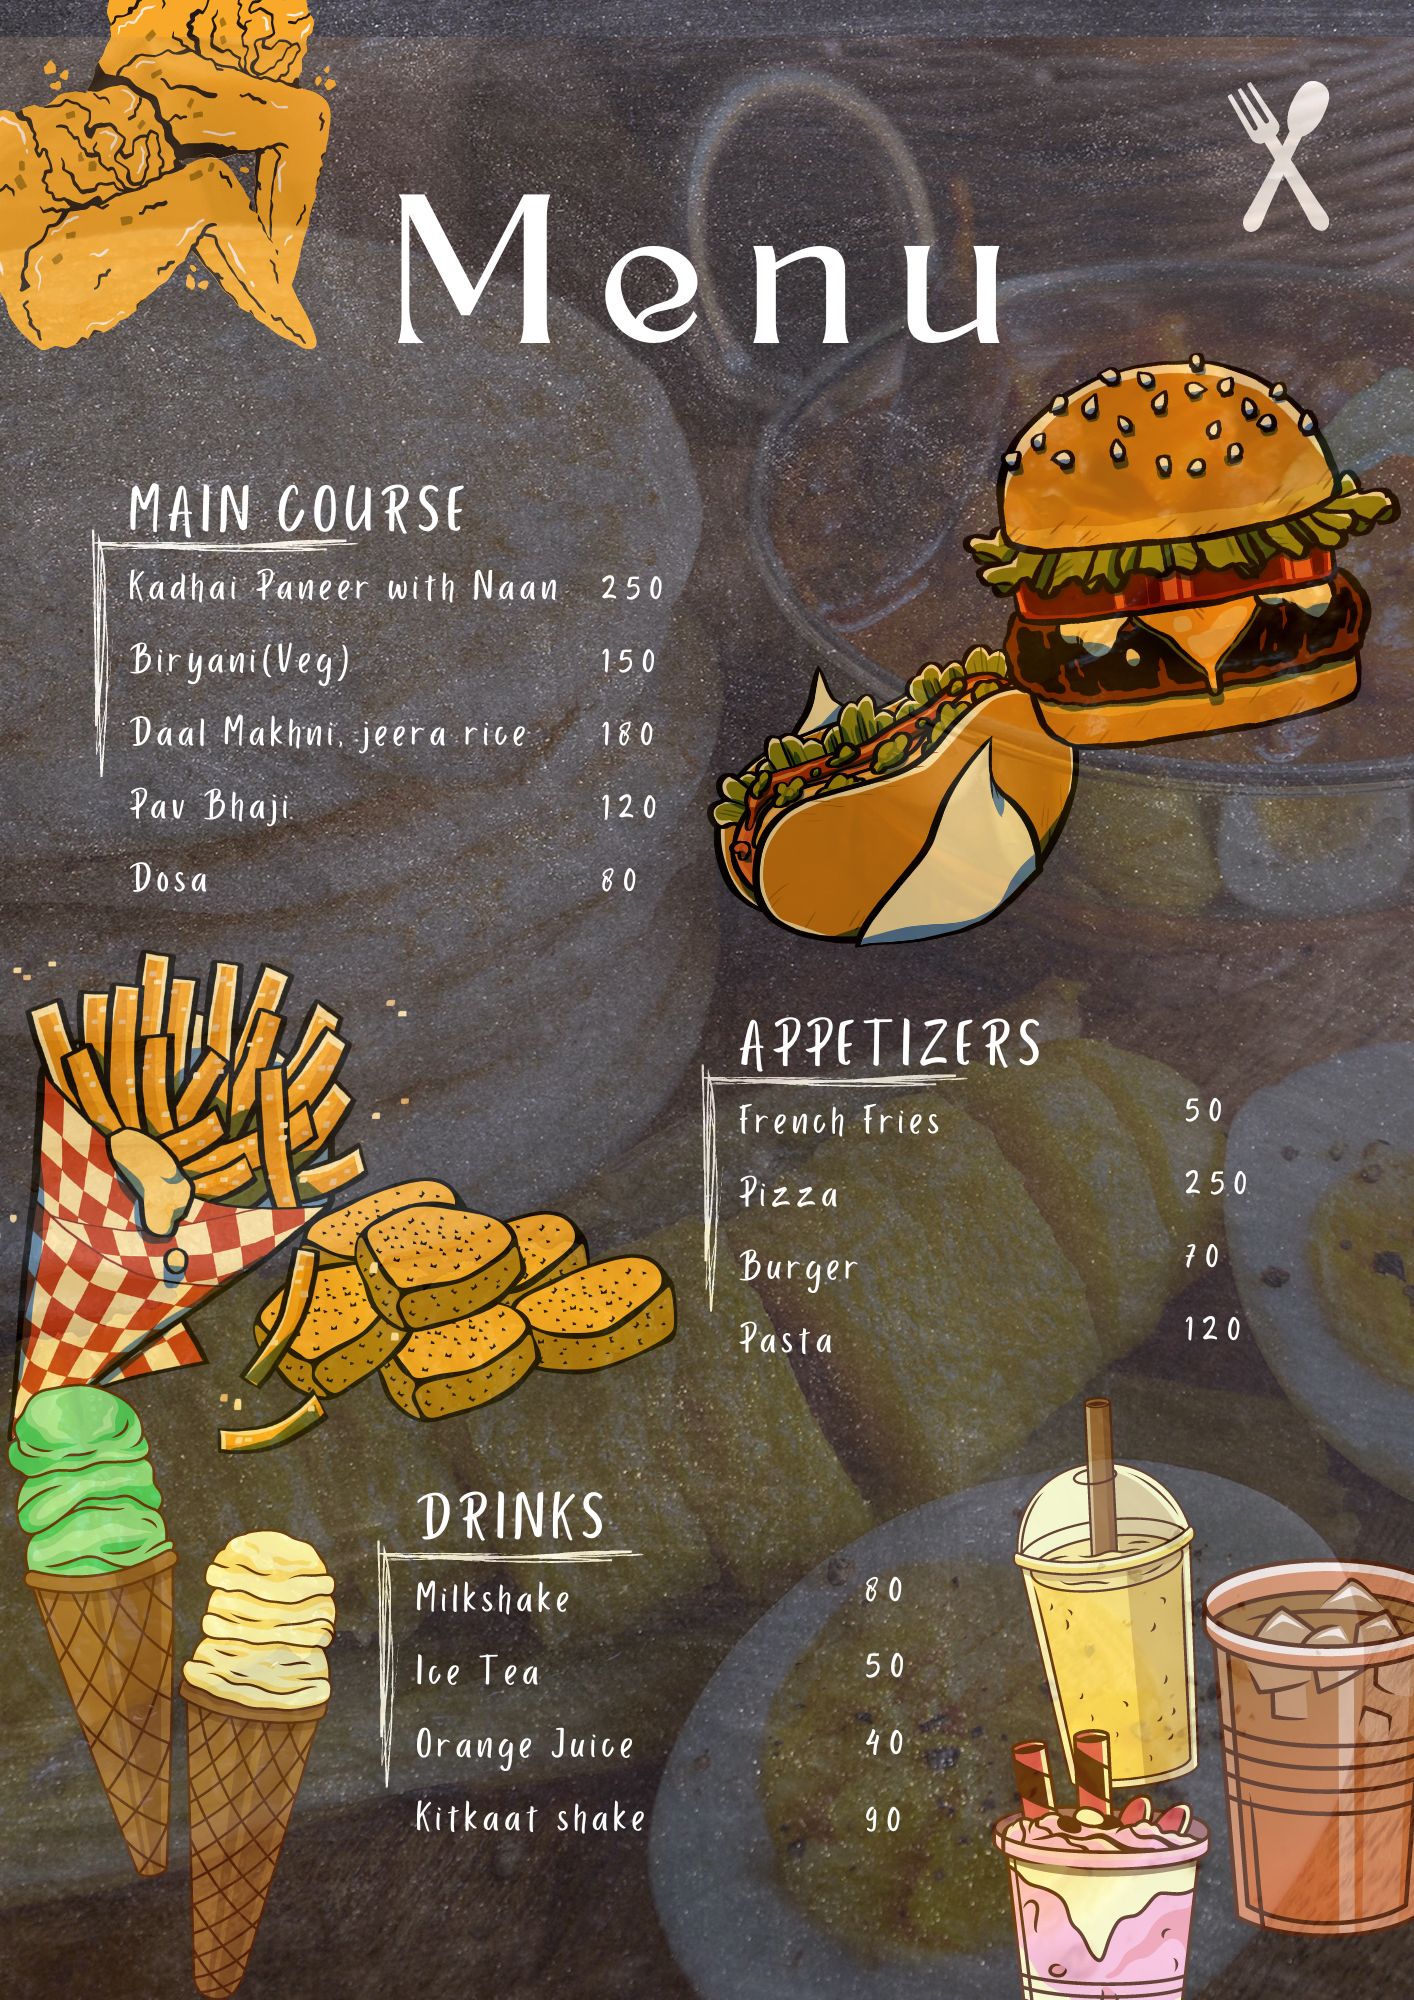 Menu
MAIN COURSE
Kadhai Paneer with Naan 250
Biryani(Veg) 150
Daal Makhni, jeera rice 180
Pav Bhaji 120
Dosa 80
APPETIZERS
French Fries 50
Pizza 250
Burger 70
Pasta 120
DRINKS
Milkshake 80
Ice Tea 50
Orange Juice 40
Kitkaat shake 90